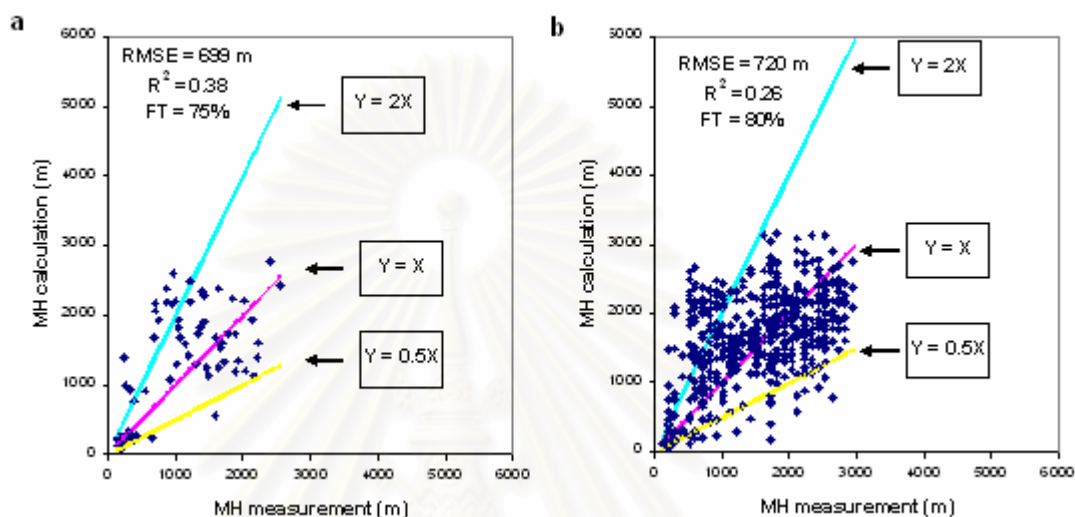 a
RMSE = 699 m
R² = 0.38
FT = 75%
Y = 2X
Y = X
Y = 0.5X
6000
5000
4000
3000
2000
1000
0
0 1000 2000 3000 4000 5000 6000
MH calculation (m)
MH measurement (m)
b
RMSE = 720 m
R² = 0.26
FT = 80%
Y = 2X
Y = X
Y = 0.5X
6000
5000
4000
3000
2000
1000
0
0 1000 2000 3000 4000 5000 6000
MH calculation (m)
MH measurement (m)